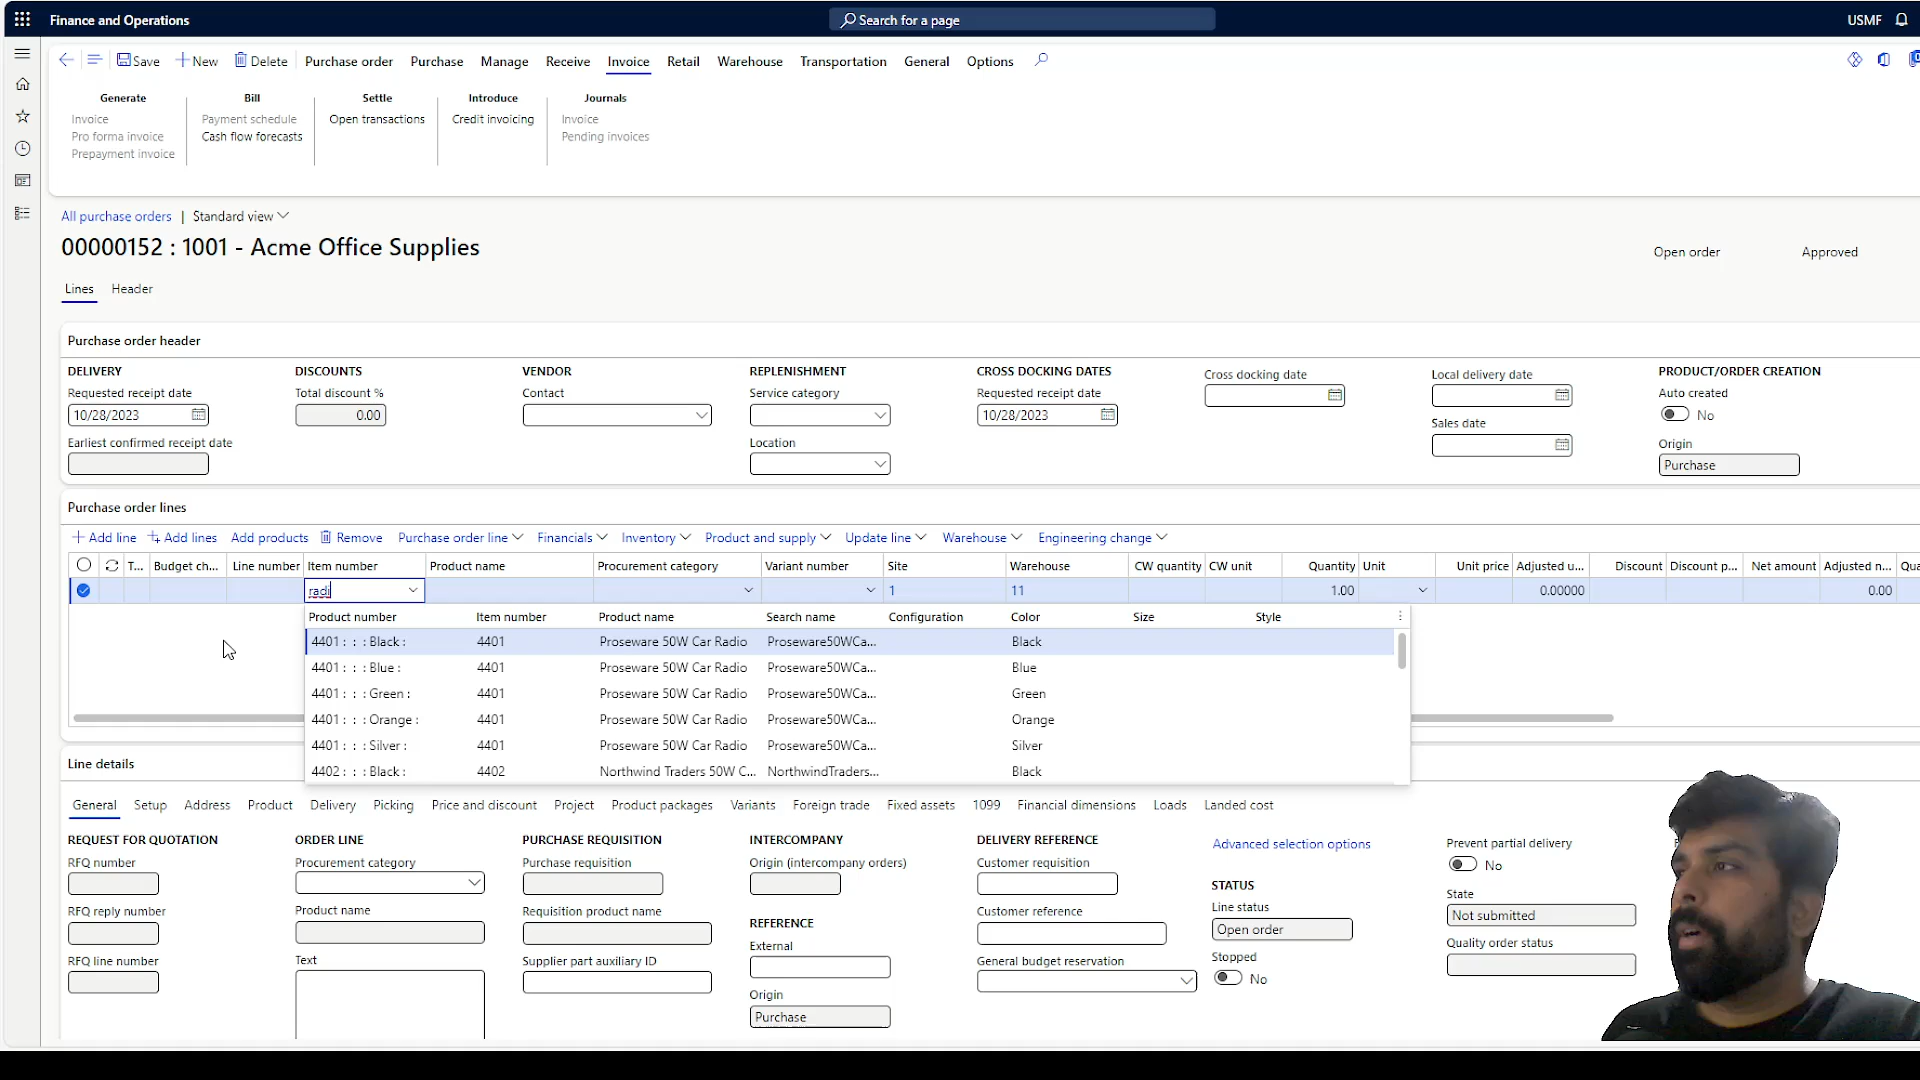 Finance and Operations
Search for a page
USMF
Save New Delete Purchase order Purchase Manage Receive Invoice Retail Warehouse Transportation General Options
Generate
Invoice
Pro forma invoice
Prepayment invoice
Bill
Payment schedule
Cash flow forecasts
Settle
Open transactions
Introduce
Credit invoicing
Journals
Invoice
Pending invoices
All purchase orders | Standard view
00000152 : 1001 - Acme Office Supplies
Open order Approved
Lines Header
Purchase order header
DELIVERY
Requested receipt date
10/28/2023
Earliest confirmed receipt date
DISCOUNTS
Total discount %
0.00
VENDOR
Contact
REPLENISHMENT
Service category
Location
CROSS DOCKING DATES
Requested receipt date
10/28/2023
Cross docking date
Local delivery date
Sales date
PRODUCT/ORDER CREATION
Auto created
No
Origin
Purchase
Purchase order lines
Add line Add lines Add products Remove Purchase order line Financials Inventory Product and supply Update line Warehouse Engineering change
T... Budget ch... Line number Item number Product name Procurement category Variant number Site Warehouse CW quantity CW unit Quantity Unit Unit price Adjusted u... Discount Discount p... Net amount Adjusted n... Qua
radi 1 11 1.00 0.00000 0.00
Product number Item number Product name Search name Configuration Color Size Style
4401 : : : Black : 4401 Proseware 50W Car Radio Proseware50WCa... Black
4401 : : : Blue : 4401 Proseware 50W Car Radio Proseware50WCa... Blue
4401 : : : Green : 4401 Proseware 50W Car Radio Proseware50WCa... Green
4401 : : : Orange : 4401 Proseware 50W Car Radio Proseware50WCa... Orange
4401 : : : Silver : 4401 Proseware 50W Car Radio Proseware50WCa... Silver
4402 : : : Black : 4402 Northwind Traders 50W C... NorthwindTraders... Black
Line details
General Setup Address Product Delivery Picking Price and discount Project Product packages Variants Foreign trade Fixed assets 1099 Financial dimensions Loads Landed cost
REQUEST FOR QUOTATION
RFQ number
RFQ reply number
RFQ line number
ORDER LINE
Procurement category
Product name
Text
PURCHASE REQUISITION
Purchase requisition
Requisition product name
Supplier part auxiliary ID
INTERCOMPANY
Origin (intercompany orders)
REFERENCE
External
Origin
Purchase
DELIVERY REFERENCE
Customer requisition
Customer reference
General budget reservation
Advanced selection options
STATUS
Line status
Open order
Stopped
No
Prevent partial delivery
No
State
Not submitted
Quality order status